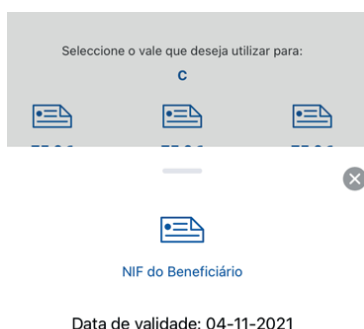 Seleccione o vale que deseja utilizar para:
C
NIF do Beneficiário
Data de validade: 04-11-2021